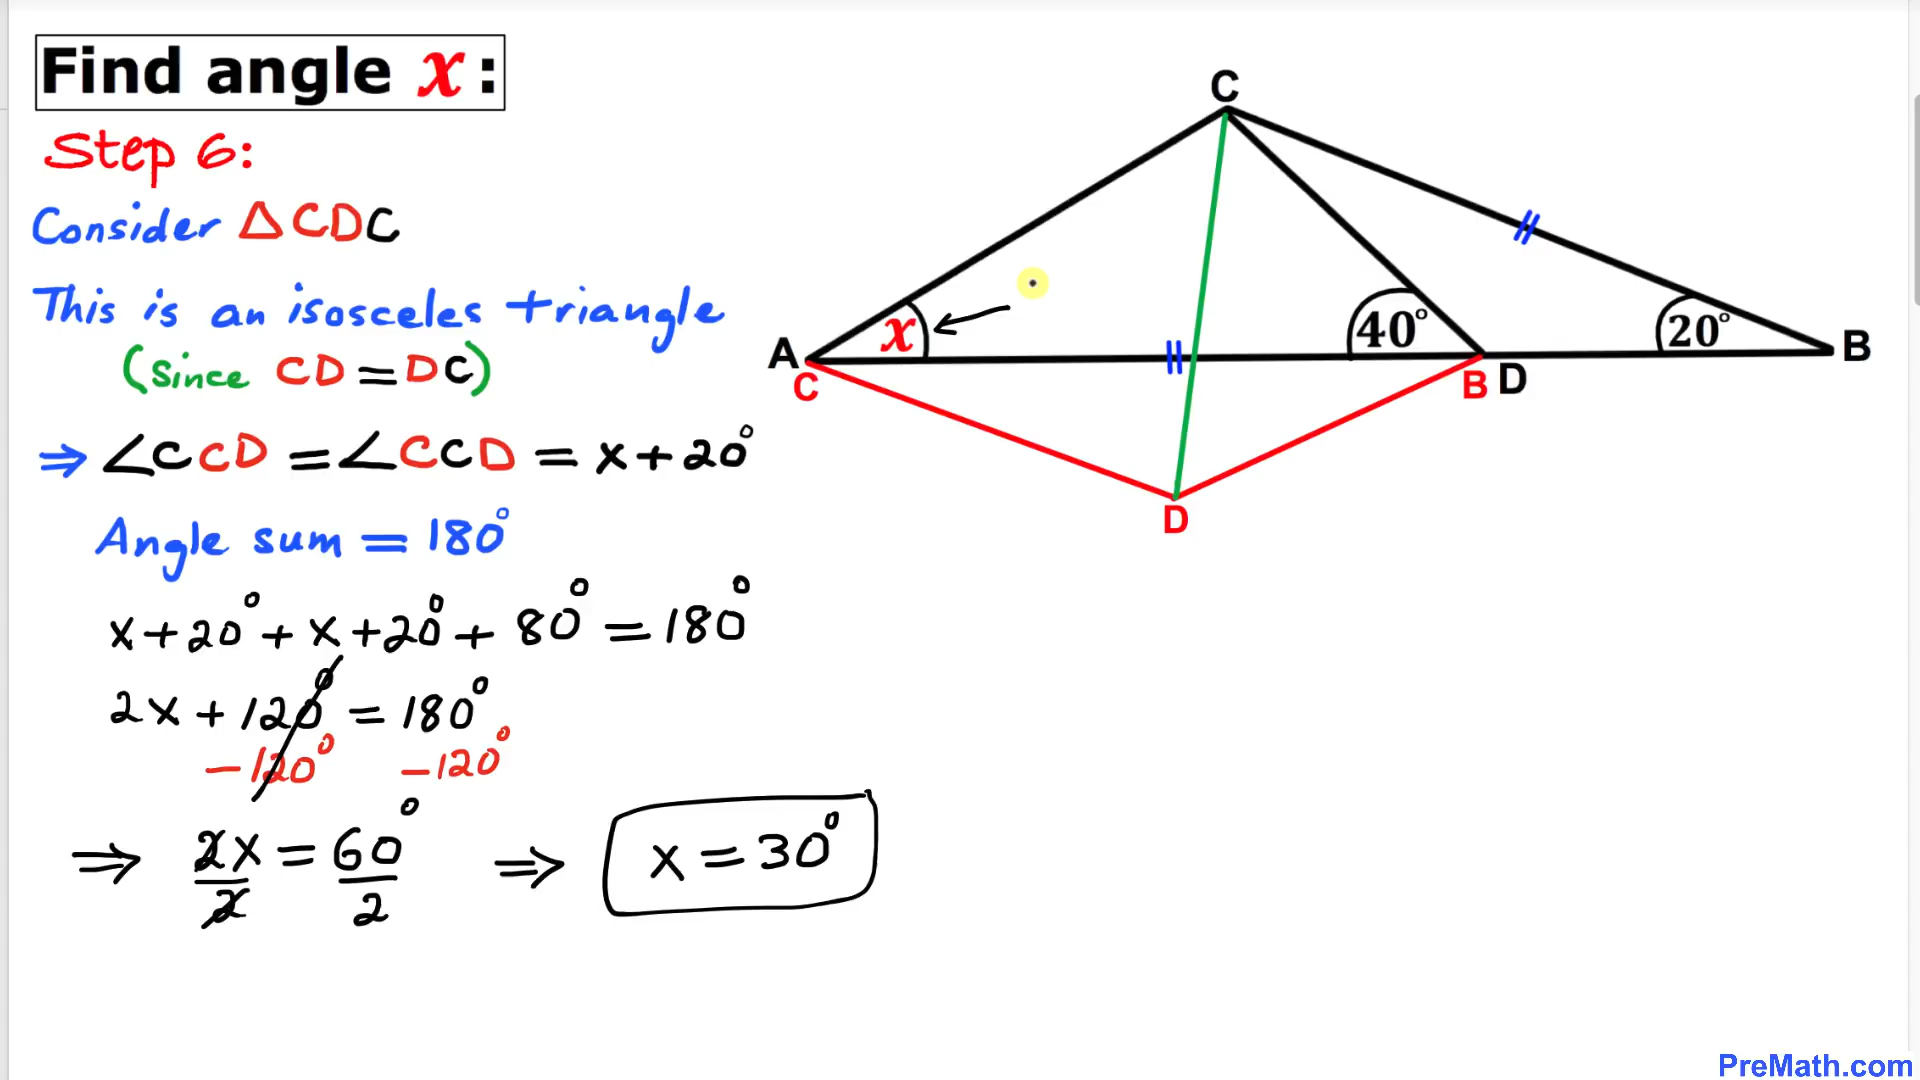 Find angle x:
Step 6:
Consider △CDC
This is an isosceles triangle
(Since CD = DC)
⇒ ∠CCD = ∠CCD = x + 20°
Angle sum = 180°
x + 20° + x + 20° + 80° = 180°
2x + 120° = 180°
-120° -120°
⇒ 2x/2 = 60°/2 ⇒ x = 30°
C
A
x
40°
20°
B
C
B D
D
PreMath.com